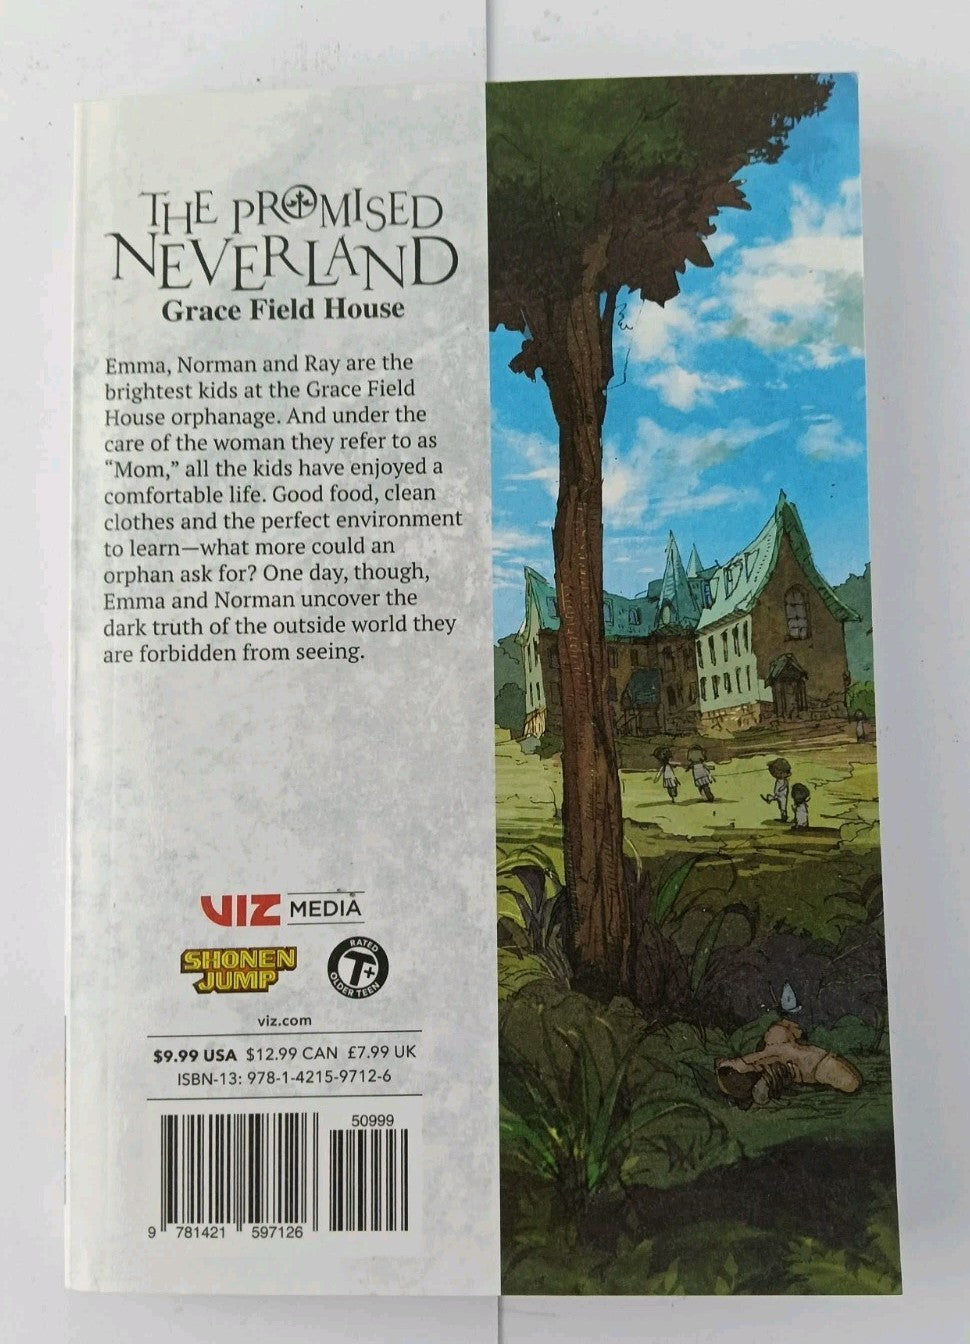 THE PROMISED
NEVERLAND
Grace Field House
Emma, Norman and Ray are the
brightest kids at the Grace Field
House orphanage. And under the
care of the woman they refer to as
“Mom,” all the kids have enjoyed a
comfortable life. Good food, clean
clothes and the perfect environment
to learn—what more could an
orphan ask for? One day, though,
Emma and Norman uncover the
dark truth of the outside world they
are forbidden from seeing.
VIZ MEDIA
SHONEN
JUMP
RATED
T+
OLDER TEEN
viz.com
$9.99 USA $12.99 CAN £7.99 UK
ISBN-13: 978-1-4215-9712-6
50999
9 781421 597126